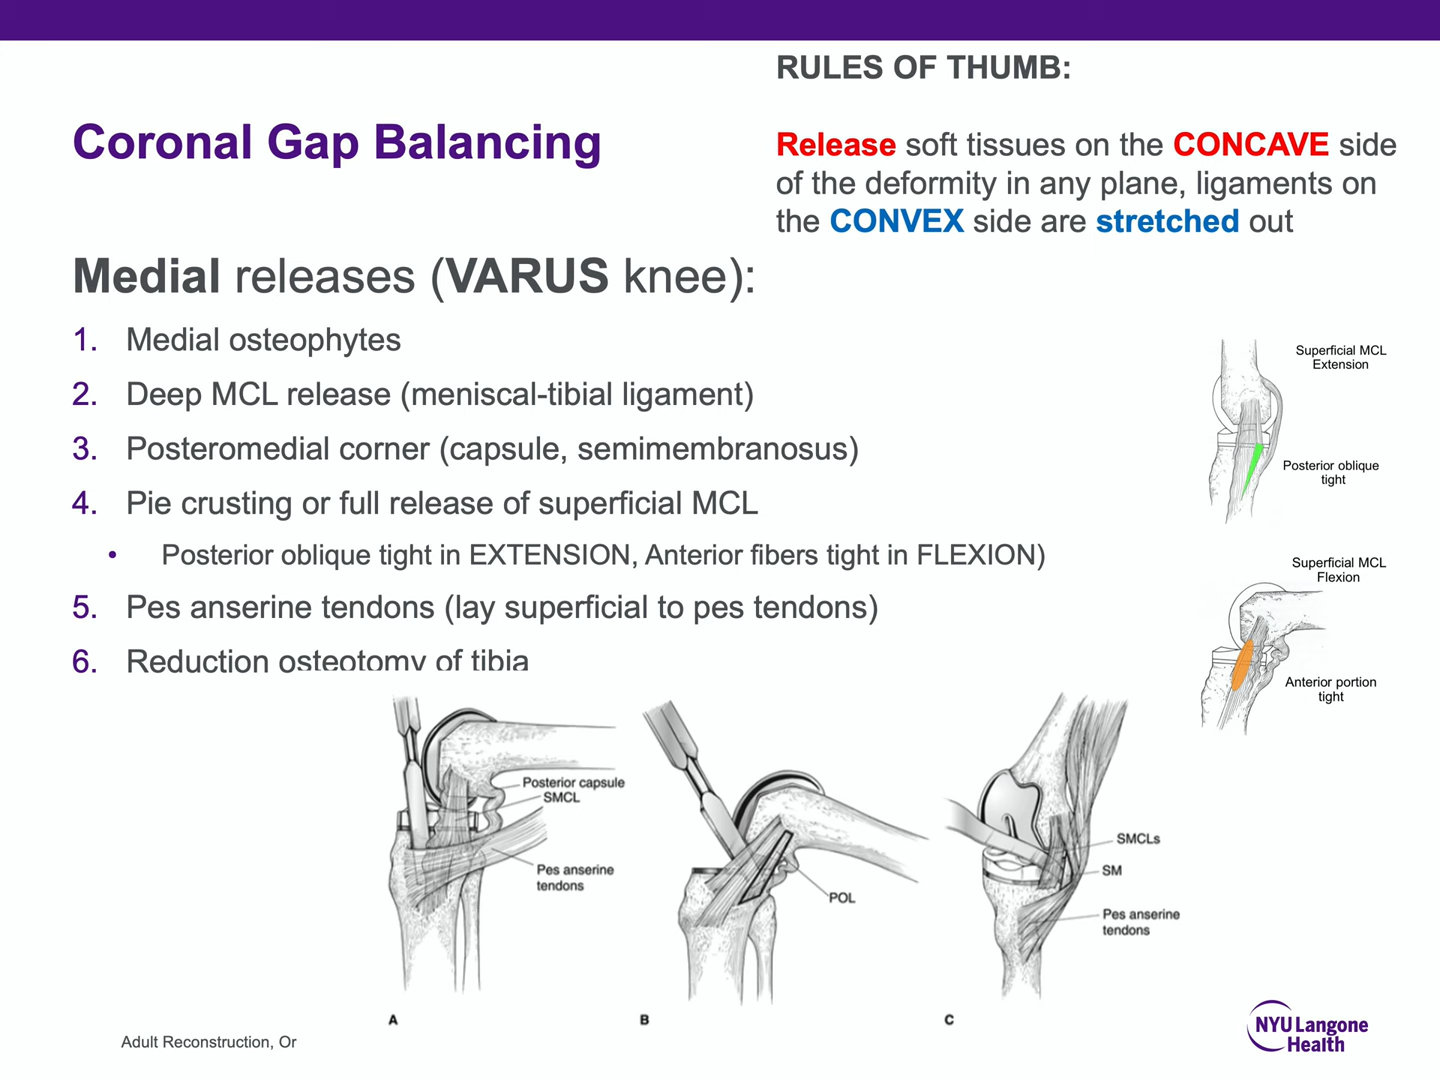 RULES OF THUMB:
Coronal Gap Balancing
Release soft tissues on the CONCAVE side
of the deformity in any plane, ligaments on
the CONVEX side are stretched out
Medial releases (VARUS knee):
1. Medial osteophytes
2. Deep MCL release (meniscal-tibial ligament)
3. Posteromedial corner (capsule, semimembranosus)
4. Pie crusting or full release of superficial MCL
• Posterior oblique tight in EXTENSION, Anterior fibers tight in FLEXION)
5. Pes anserine tendons (lay superficial to pes tendons)
6. Reduction osteotomy of tibia
Superficial MCL
Extension
Posterior oblique
tight
Superficial MCL
Flexion
Anterior portion
tight
Posterior capsule
SMCL
Pes anserine
tendons
A
POL
B
SMCLs
SM
Pes anserine
tendons
C
Adult Reconstruction, Or
NYU Langone
Health